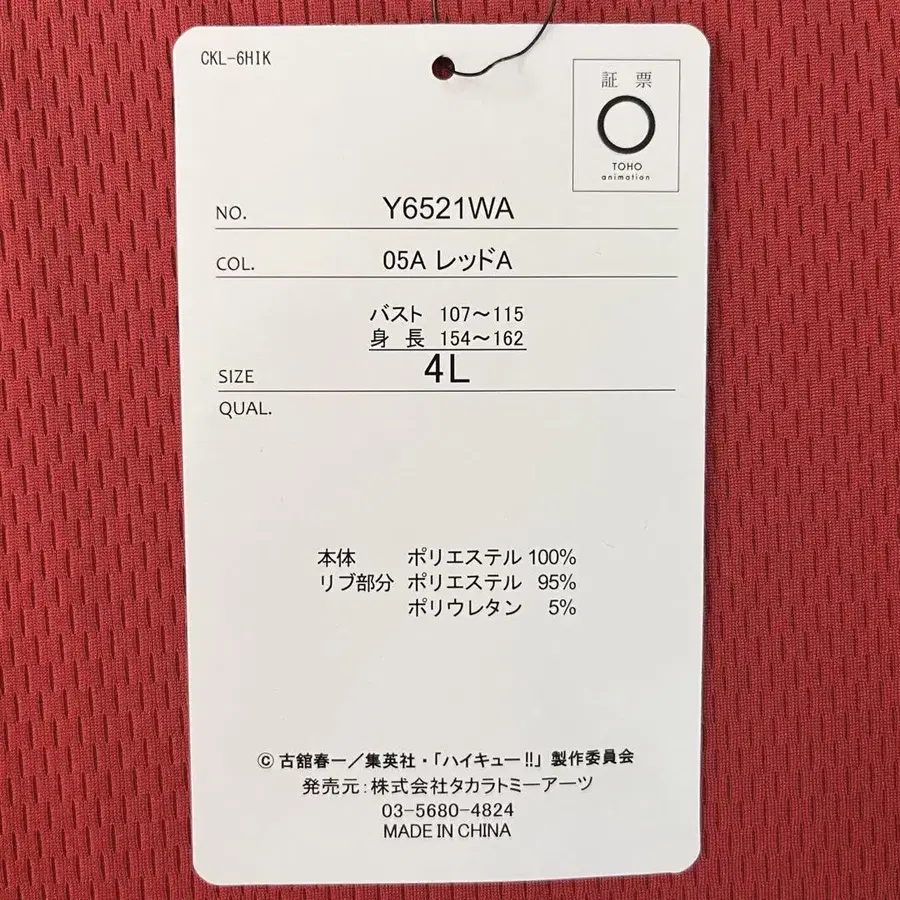 CKL-6HIK
証 票
TOHO
animation
NO. Y6521WA
COL. 05A レッドA
バスト 107〜115
身 長 154〜162
SIZE 4L
QUAL.
本体 ポリエステル 100%
リブ部分 ポリエステル 95%
ポリウレタン 5%
© 古舘春一／集英社・「ハイキュー!!」製作委員会
発売元：株式会社タカラトミーアーツ
03-5680-4824
MADE IN CHINA